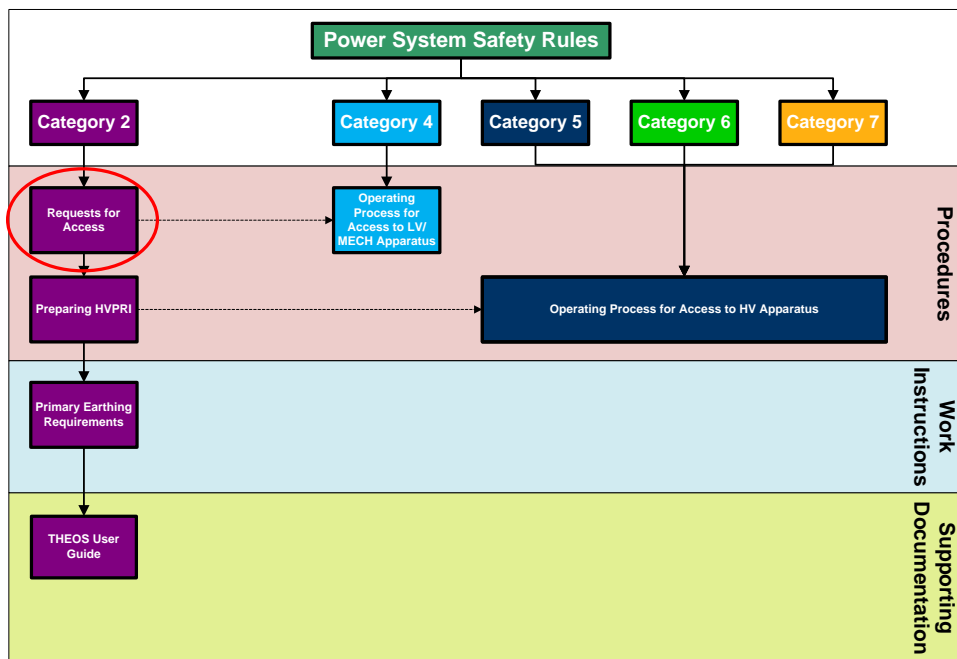 Power System Safety Rules
Category 2
Category 4
Category 5
Category 6
Category 7
Requests for
Access
Operating
Process for
Access to LV/
MECH Apparatus
Procedures
Preparing HVPRI
Operating Process for Access to HV Apparatus
Primary Earthing
Requirements
Work
Instructions
THEOS User
Guide
Supporting
Documentation